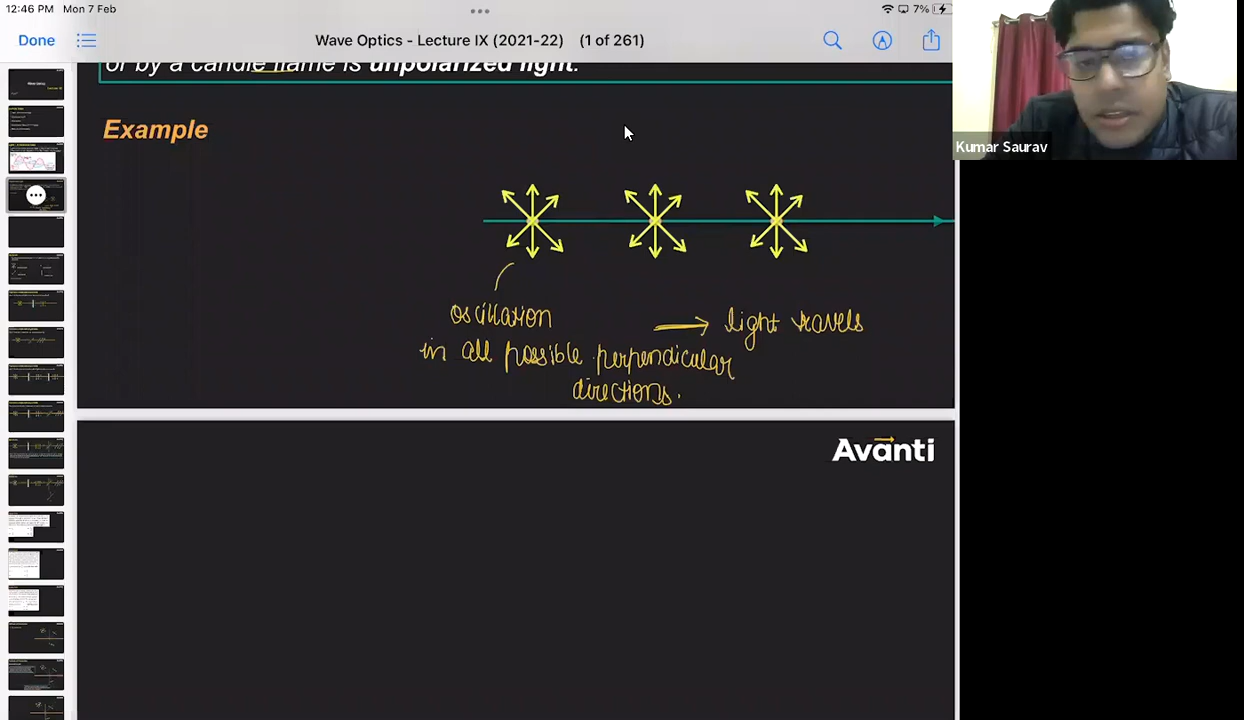 12:46 PM Mon 7 Feb
7%
Done
Wave Optics - Lecture IX (2021-22) (1 of 261)
or by a candle flame is unpolarized light.
Kumar Saurav
Example
oscillation
light travels
in all possible perpendicular
directions.
Avanti